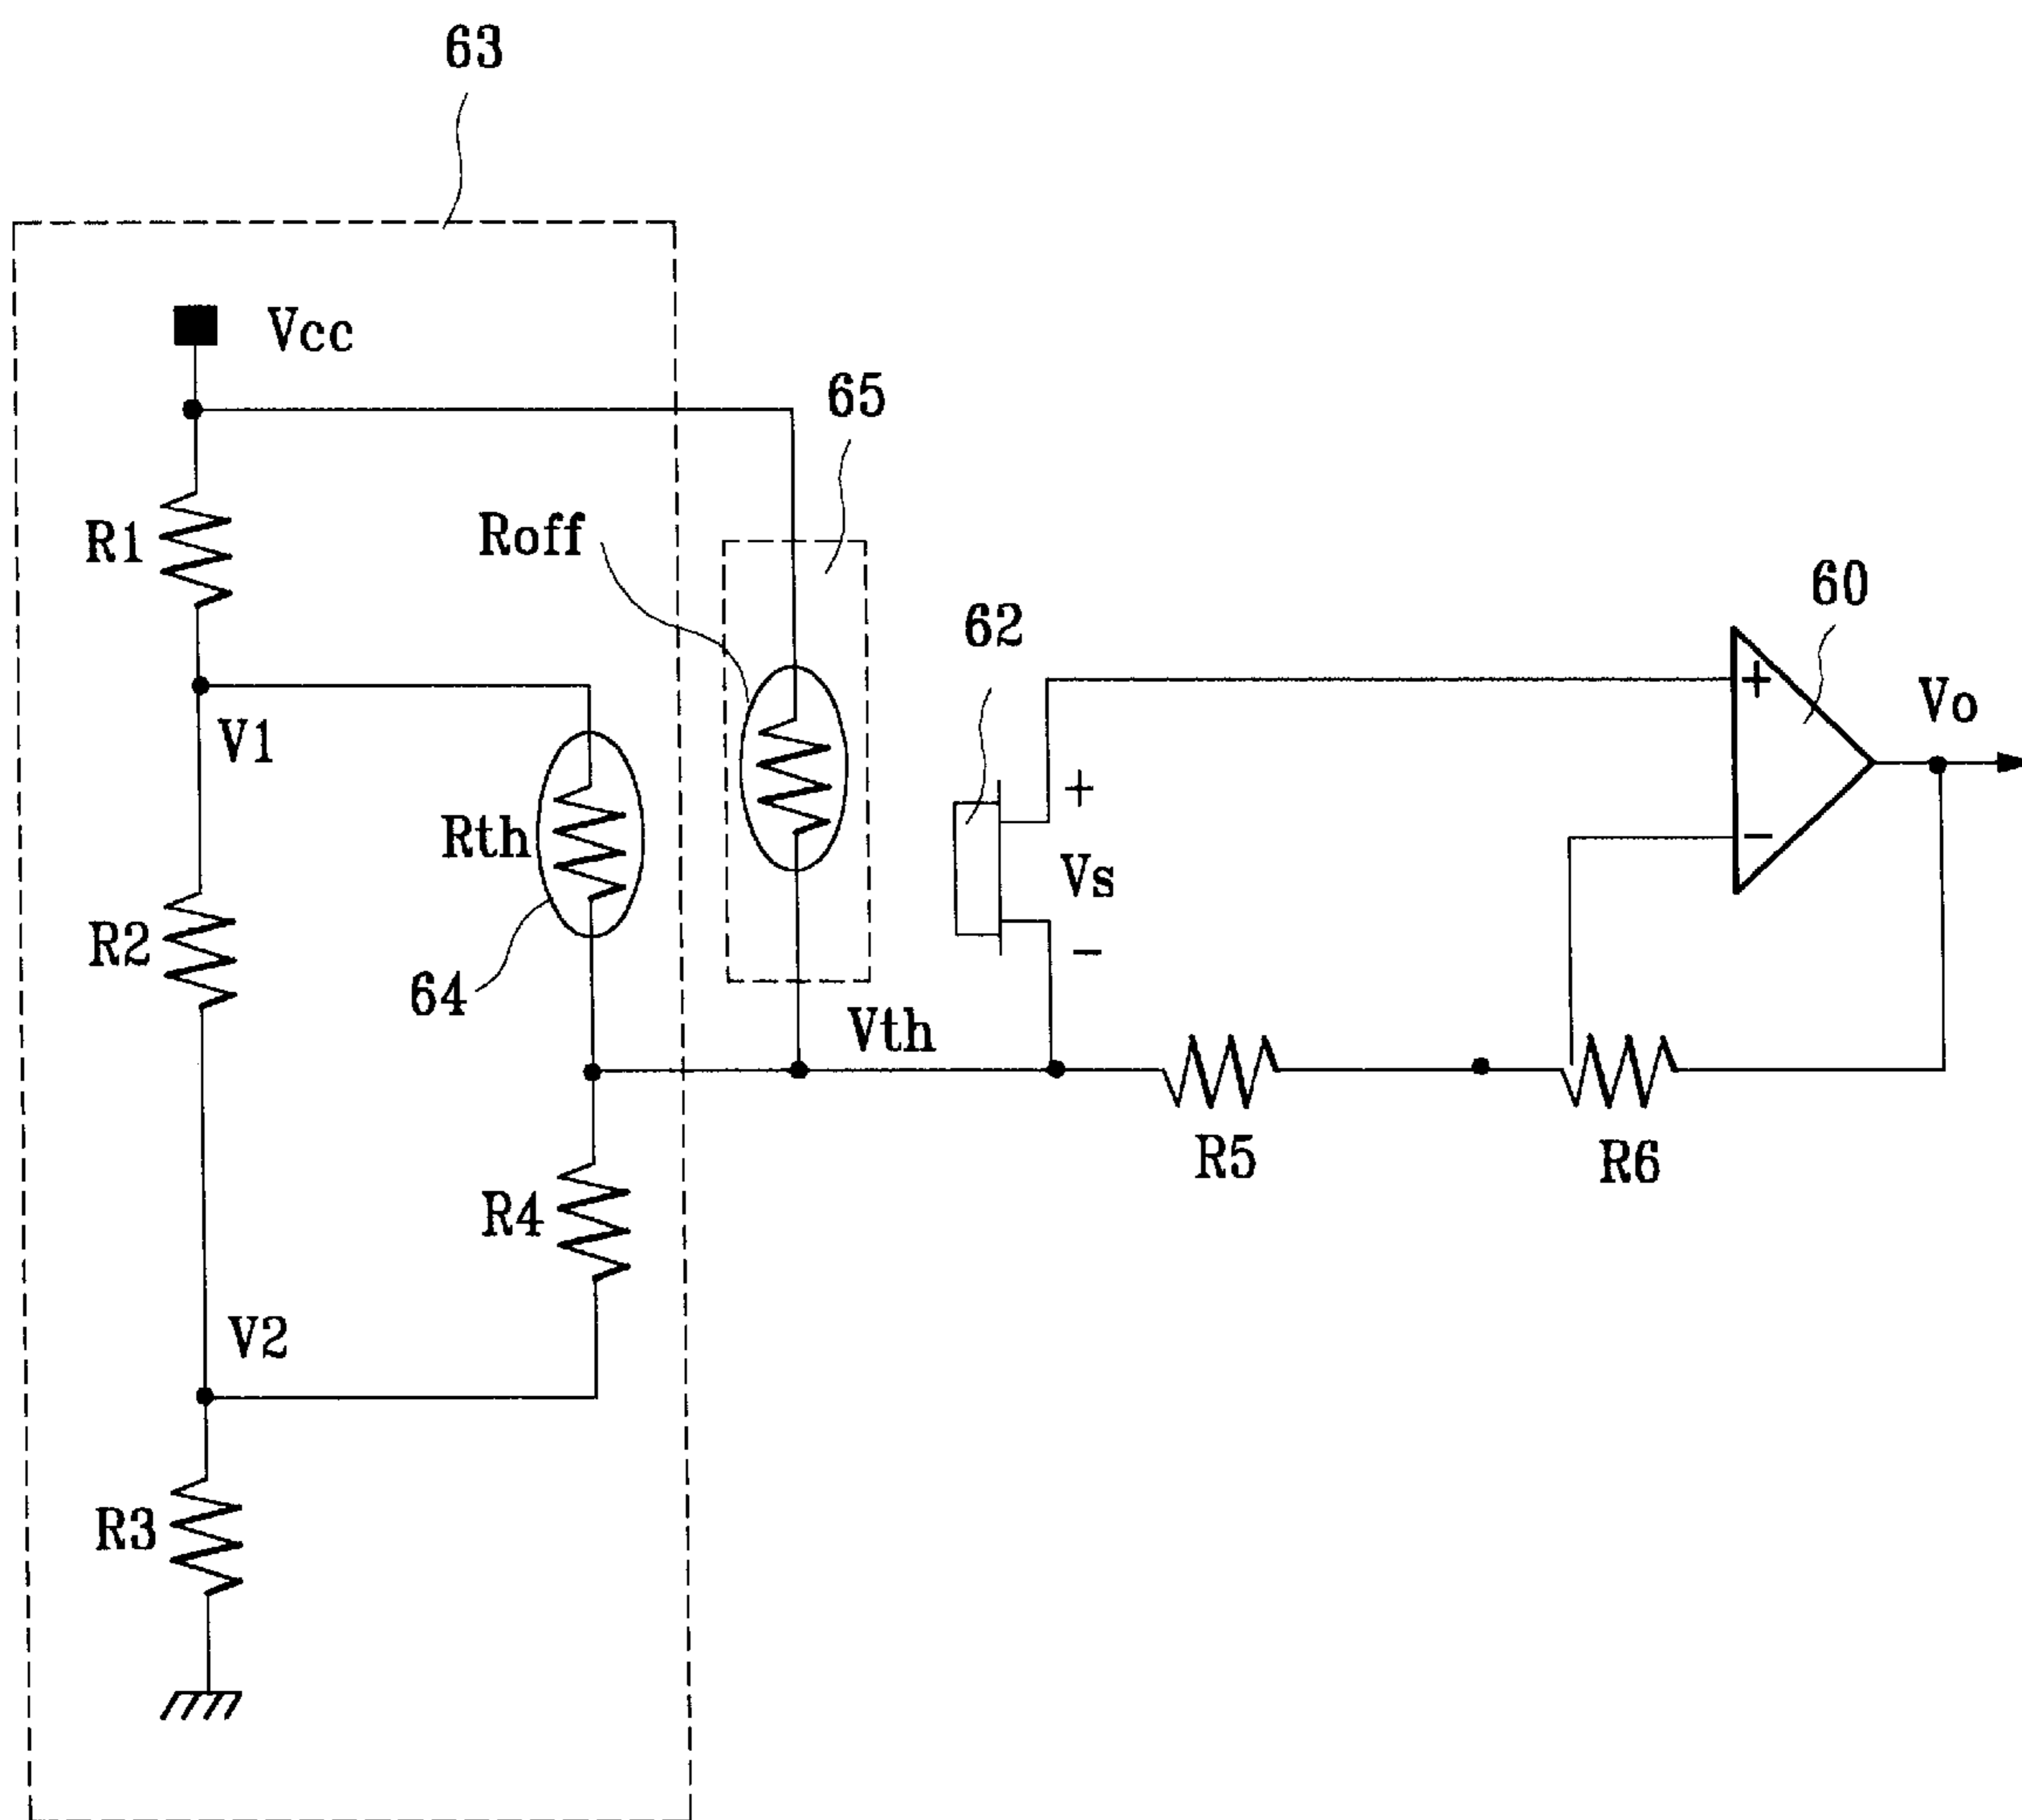 63
Vcc
65
R1
Roff
60
62
+
Vo
V1
+
Rth
Vs
−
R2
−
64
Vth
R5
R6
R4
V2
R3